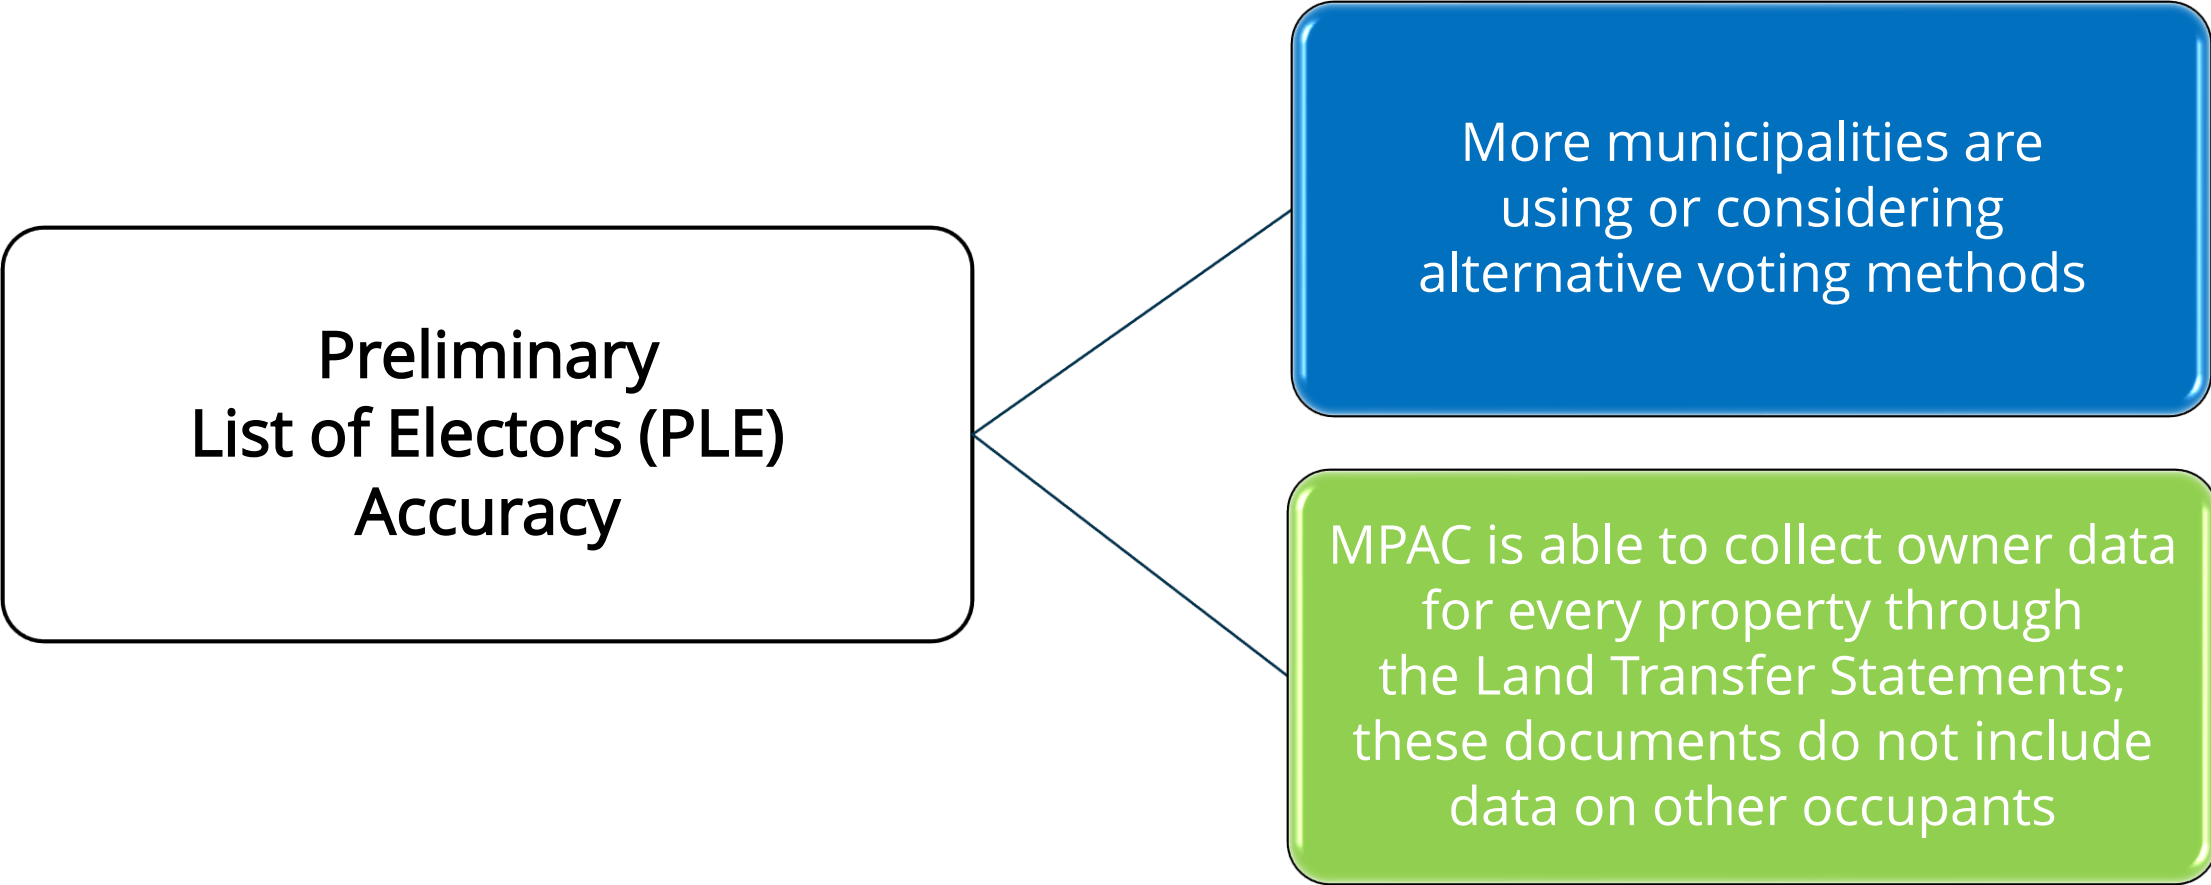 Preliminary
List of Electors (PLE)
Accuracy
More municipalities are
using or considering
alternative voting methods
MPAC is able to collect owner data
for every property through
the Land Transfer Statements;
these documents do not include
data on other occupants